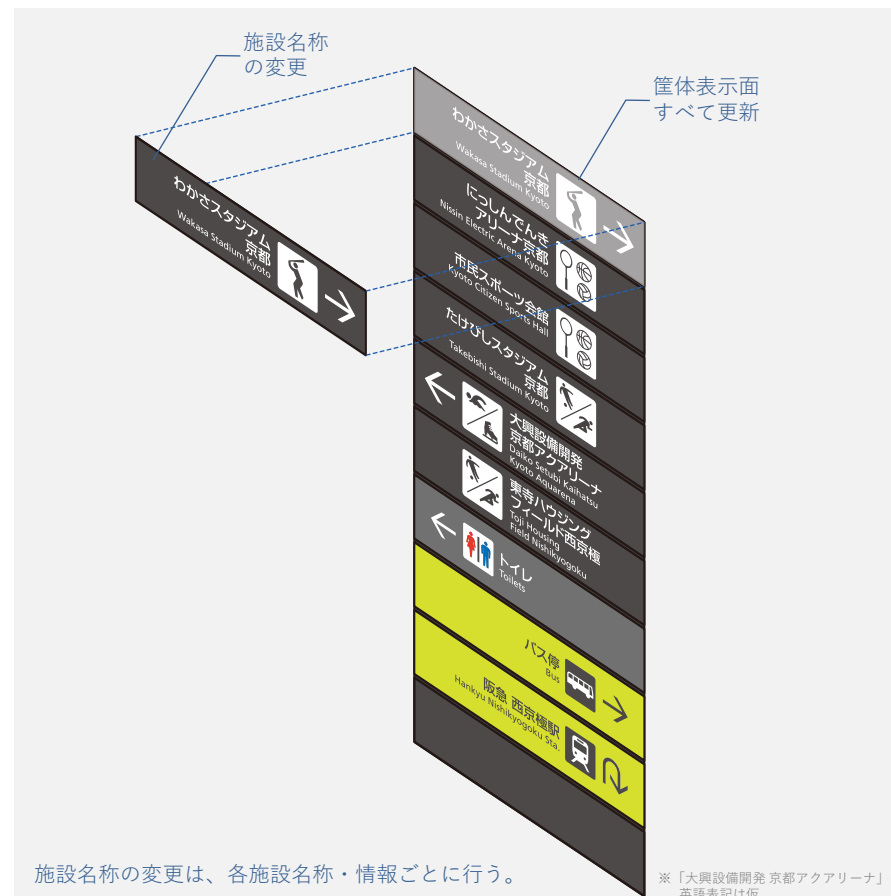 施設名称
の変更
筐体表示面
すべて更新
わかさスタジアム
京都
Wakasa Stadium Kyoto
わかさスタジアム
京都
Wakasa Stadium Kyoto
にっしんでんき
アリーナ京都
Nissin Electric Arena Kyoto
市民スポーツ会館
Kyoto Citizen Sports Hall
たけびしスタジアム
京都
Takebishi Stadium Kyoto
大興設備開発
京都アクアリーナ
Daiko Setubi Kaihatsu
Kyoto Aquarena
東寺ハウジング
フィールド西京極
Toji Housing
Field Nishikyogoku
トイレ
Toilets
バス停
Bus
阪急 西京極駅
Hankyu Nishikyogoku Sta.
施設名称の変更は、各施設名称・情報ごとに行う。
※「大興設備開発 京都アクアリーナ」
英語表記は仮